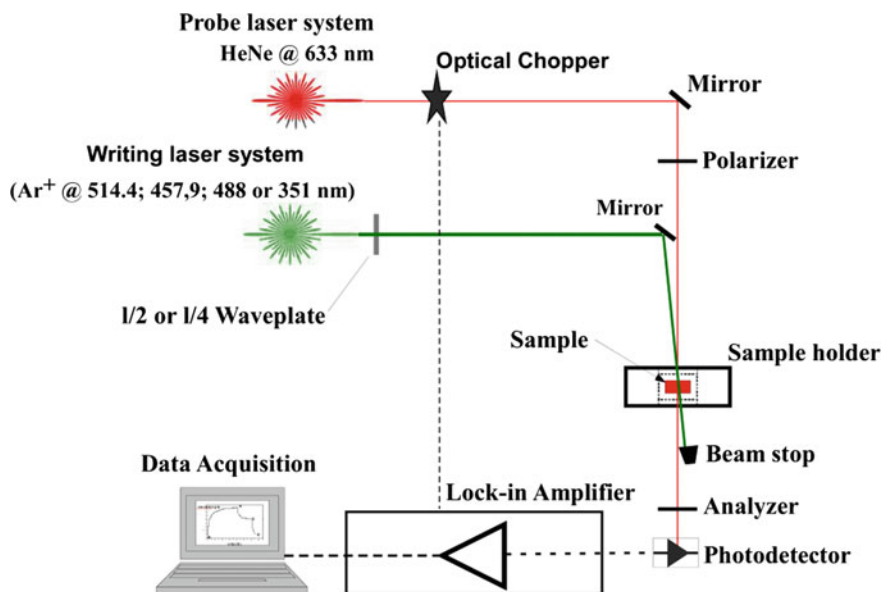 Probe laser system
HeNe @ 633 nm
Optical Chopper
Mirror
Polarizer
Writing laser system
(Ar+ @ 514.4; 457,9; 488 or 351 nm)
Mirror
l/2 or l/4 Waveplate
Sample
Sample holder
Beam stop
Data Acquisition
Lock-in Amplifier
Analyzer
Photodetector